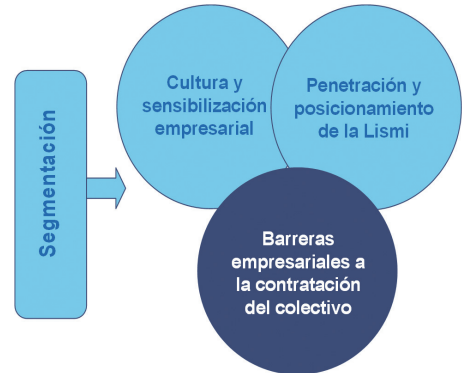 Segmentación
Cultura y
sensibilización
empresarial
Penetración y
posicionamiento
de la Lismi
Barreras
empresariales a
la contratación
del colectivo